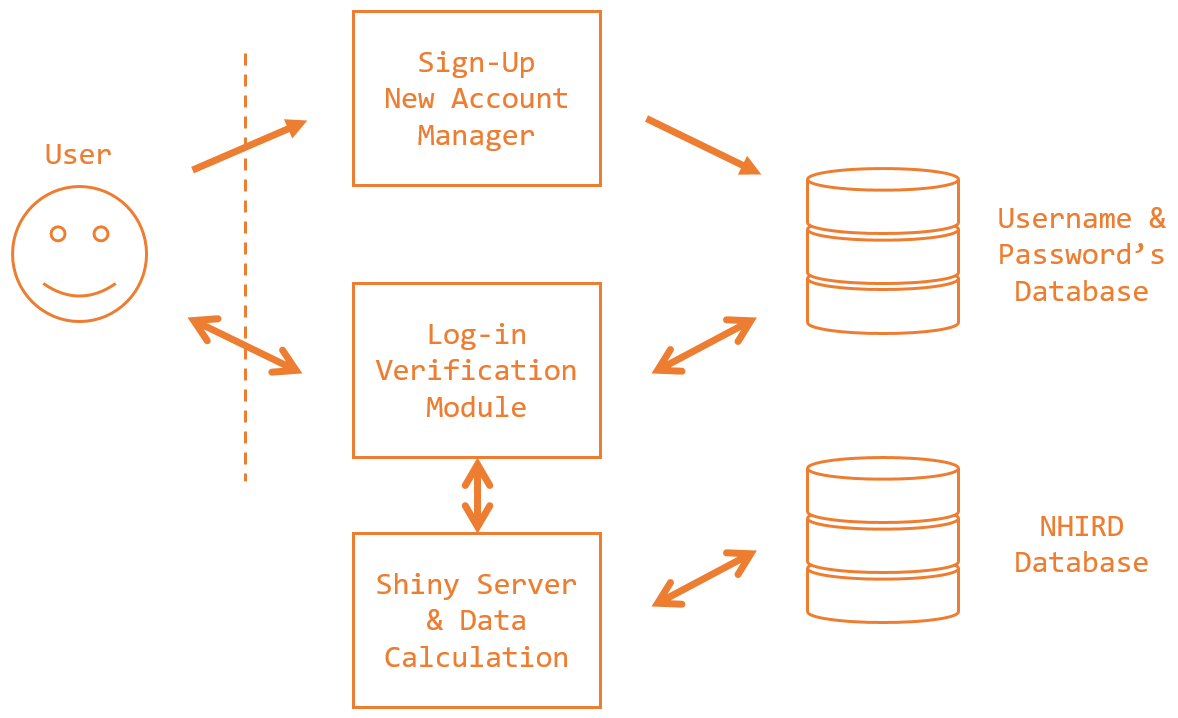 User
Sign-Up
New Account
Manager
Username &
Password’s
Database
Log-in
Verification
Module
NHIRD
Database
Shiny Server
& Data
Calculation